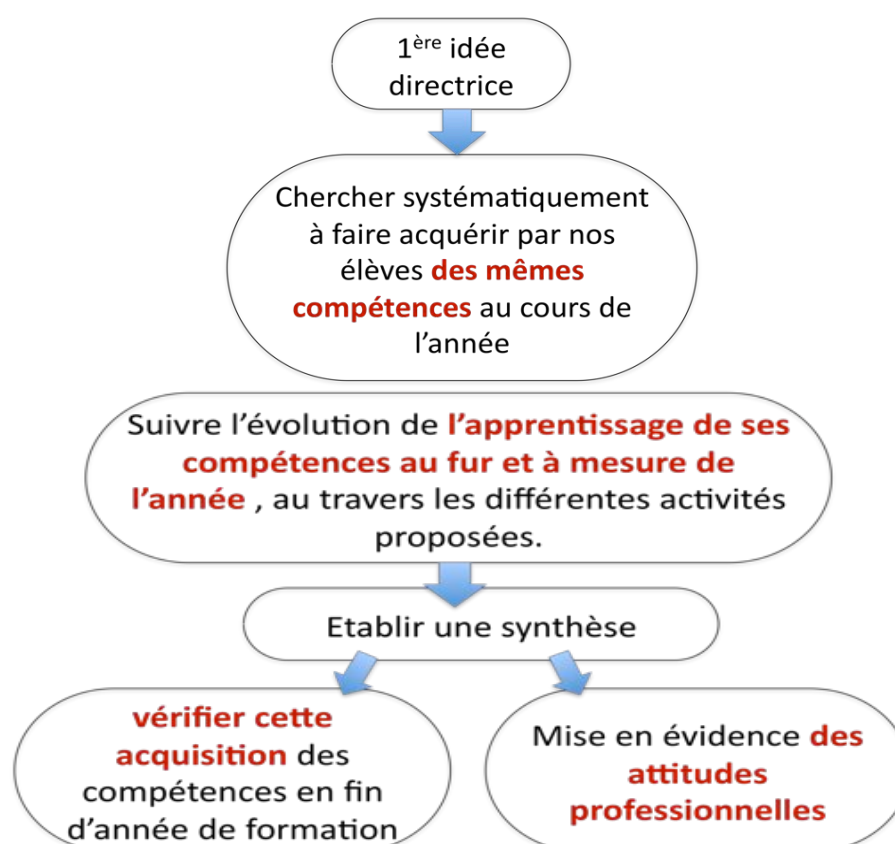 1ère idée
directrice
Chercher systématiquement
à faire acquérir par nos
élèves des mêmes
compétences au cours de
l’année
Suivre l’évolution de l’apprentissage de ses
compétences au fur et à mesure de
l’année , au travers les différentes activités
proposées.
Etablir une synthèse
vérifier cette
acquisition des
compétences en fin
d’année de formation
Mise en évidence des
attitudes
professionnelles